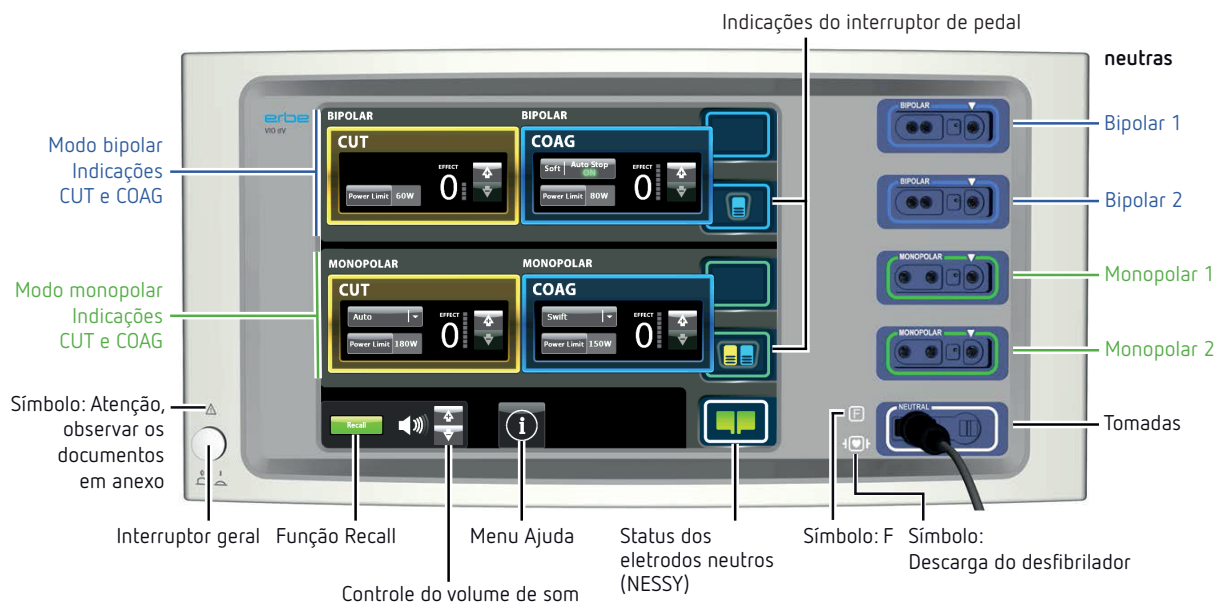 Indicações do interruptor de pedal
neutras
erbe
VIO dV
BIPOLAR
BIPOLAR
CUT
COAG
EFFECT
0
Power Limit 60W
Soft
Auto Stop
ON
EFFECT
0
Power Limit 80W
MONOPOLAR
MONOPOLAR
CUT
COAG
Auto
EFFECT
0
Power Limit 180W
Swift
EFFECT
0
Power Limit 150W
Recall
i
BIPOLAR
BIPOLAR
MONOPOLAR
MONOPOLAR
NEUTRAL
F
Modo bipolar
Indicações
CUT e COAG
Modo monopolar
Indicações
CUT e COAG
Símbolo: Atenção,
observar os
documentos
em anexo
Bipolar 1
Bipolar 2
Monopolar 1
Monopolar 2
Tomadas
Interruptor geral
Função Recall
Controle do volume de som
Menu Ajuda
Status dos
eletrodos neutros
(NESSY)
Símbolo: F
Símbolo:
Descarga do desfibrilador